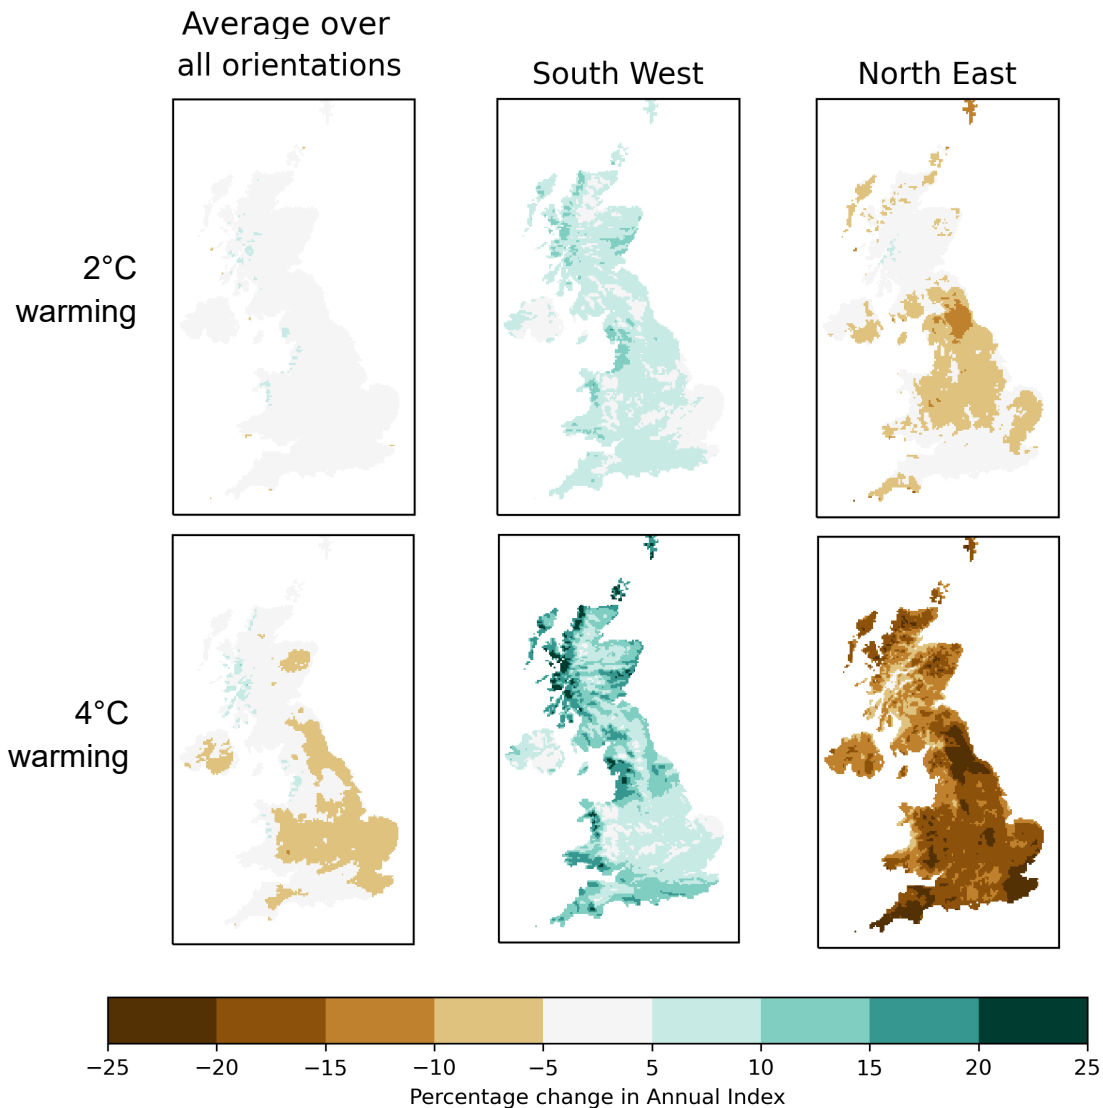 Average over
all orientations
South West
North East
2°C
warming
4°C
warming
−25
−20
−15
−10
−5
5
10
15
20
25
Percentage change in Annual Index